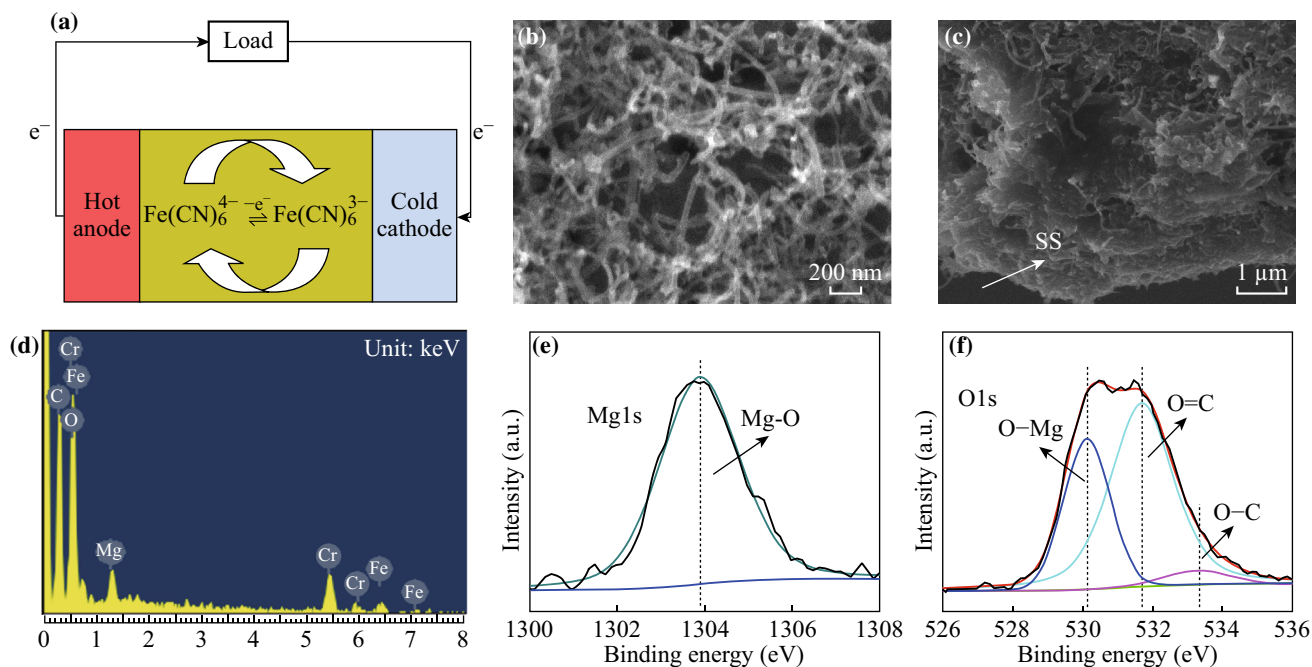 (a)
Load
e⁻
e⁻
Hot
anode
Fe(CN)₆⁴⁻ −e⁻ ⇌ Fe(CN)₆³⁻
Cold
cathode
(b)
200 nm
(c)
SS
1 µm
(d)
Unit: keV
Cr
Fe
C
O
Mg
Cr
Cr
Fe
Fe
0 1 2 3 4 5 6 7 8
(e)
Mg1s
Mg-O
Intensity (a.u.)
1300 1302 1304 1306 1308
Binding energy (eV)
(f)
O1s
O=C
O−Mg
O−C
Intensity (a.u.)
526 528 530 532 534 536
Binding energy (eV)